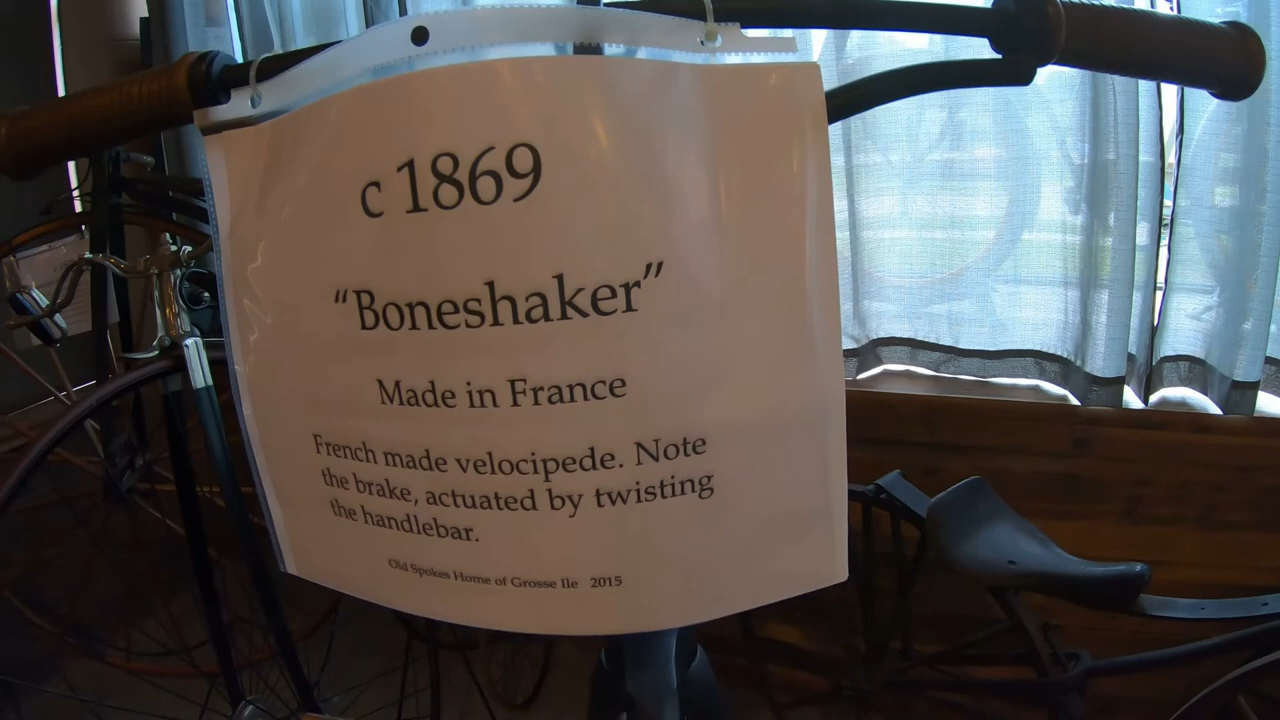 c 1869
“Boneshaker”
Made in France
French made velocipede. Note
the brake, actuated by twisting
the handlebar.
Old Spokes Home of Grosse Ile 2015